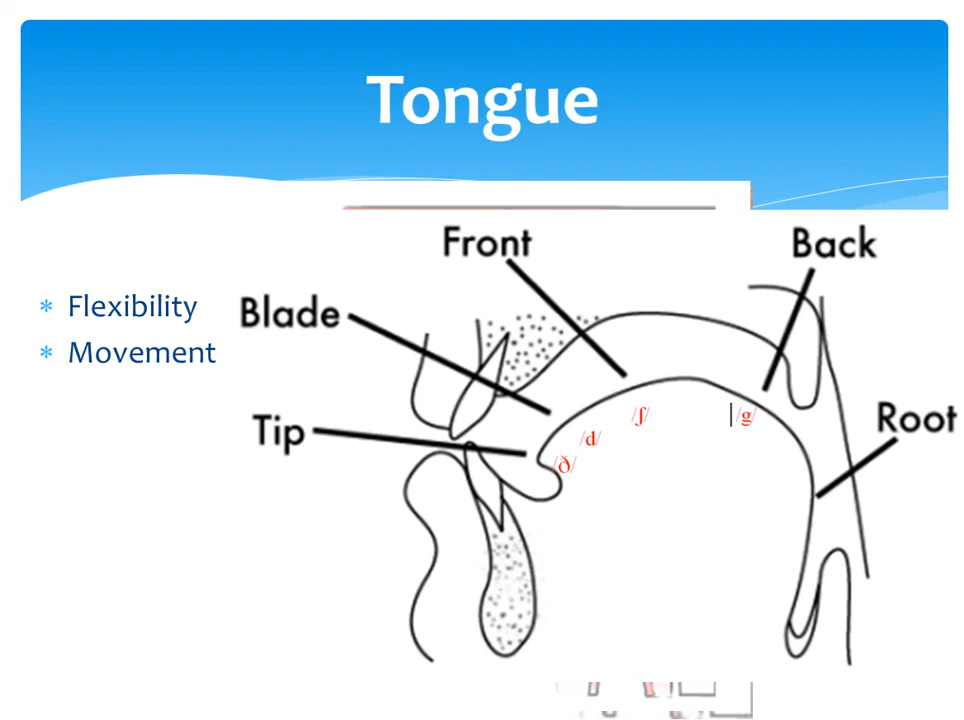 Tongue
Front
Back
* Flexibility
Blade
* Movement
/ʃ/
/g/
Root
Tip
/d/
/ð/